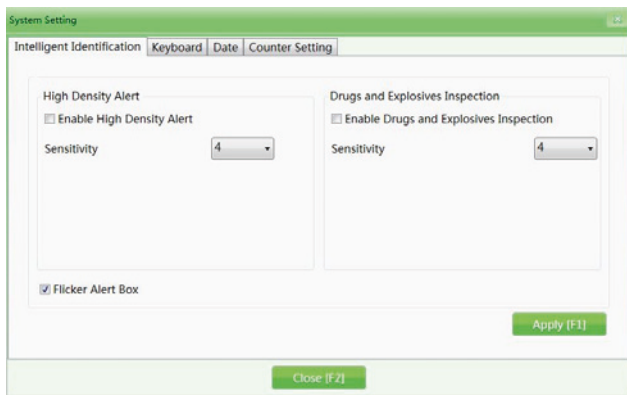 System Setting
Intelligent Identification Keyboard Date Counter Setting
High Density Alert
Enable High Density Alert
Sensitivity 4
Drugs and Explosives Inspection
Enable Drugs and Explosives Inspection
Sensitivity 4
Flicker Alert Box
Apply [F1]
Close [F2]